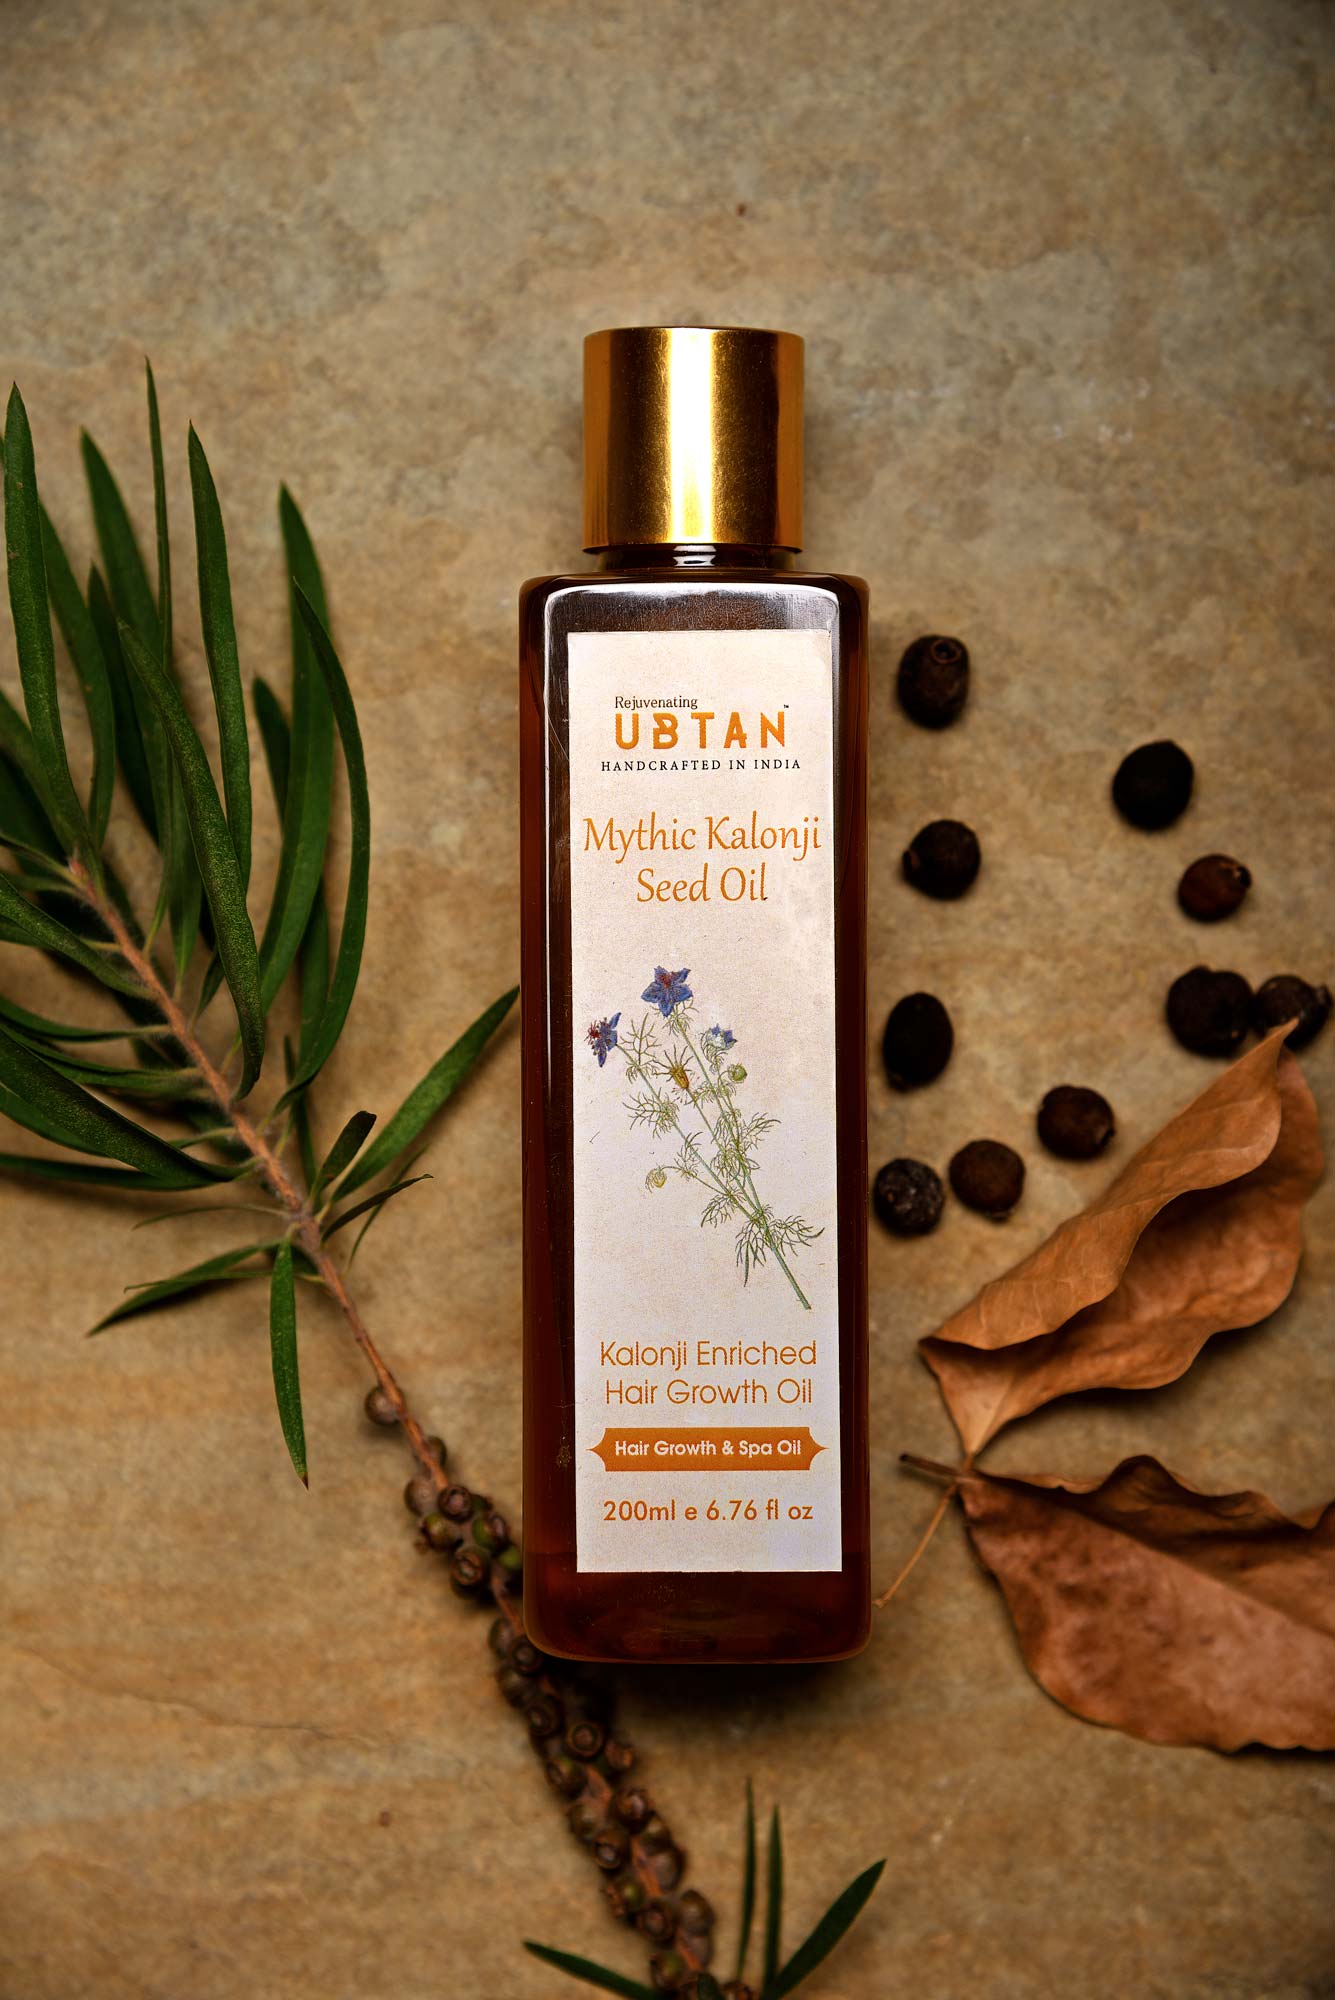 Rejuvenating
UBTAN™
HANDCRAFTED IN INDIA
Mythic Kalonji
Seed Oil
Kalonji Enriched
Hair Growth Oil
Hair Growth & Spa Oil
200ml e 6.76 fl oz